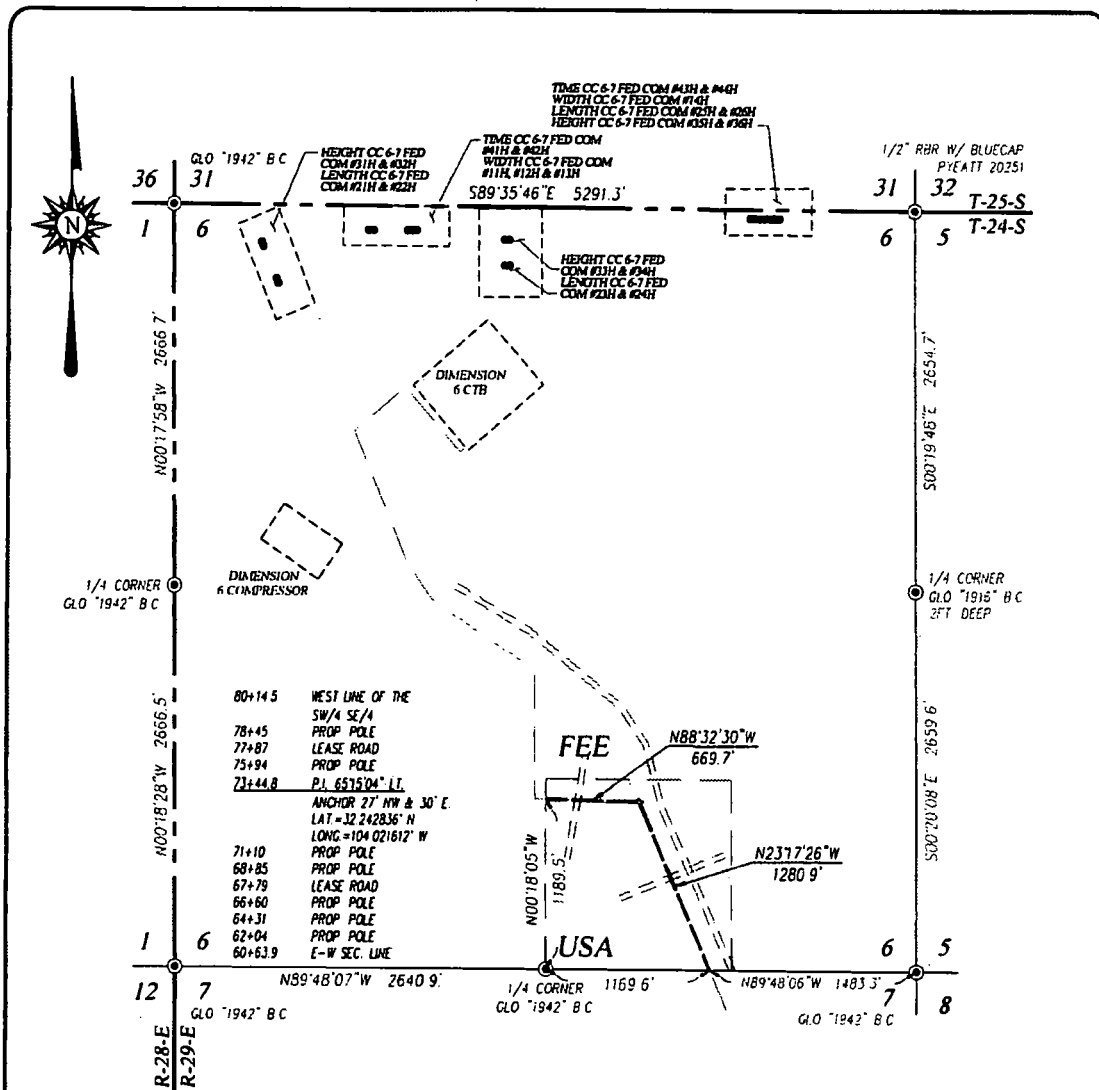 TIME CC 6-7 FED COM #43H & #44H
WIDTH CC 6-7 FED COM #14H
LENGTH CC 6-7 FED COM #25H & #26H
HEIGHT CC 6-7 FED COM #35H & #36H
TIME CC 6-7 FED COM
#41H & #42H
WIDTH CC 6-7 FED COM
#11H, #12H & #13H
HEIGHT CC 6-7 FED
COM #31H & #32H
LENGTH CC 6-7 FED
COM #21H & #22H
GLO "1942" B C
1/2" RBR W/ BLUECAP
PYEATT 20251
36 31
1 6
S89°35'46"E 5291.3'
31 32
T-25-S
6 5
T-24-S
N
HEIGHT CC 6-7 FED
COM #33H & #34H
LENGTH CC 6-7 FED
COM #23H & #24H
N00°17'58"W 2666.7'
DIMENSION
6 CTB
S00°19'46"E 2654.7'
DIMENSION
6 COMPRESSOR
1/4 CORNER
GLO "1942" B C
1/4 CORNER
GLO "1916" B C
2FT DEEP
N00°18'28"W 2666.5'
80+14.5 WEST LINE OF THE
SW/4 SE/4
78+45 PROP POLE
77+87 LEASE ROAD
75+94 PROP POLE
73+44.8 P.I. 65°15'04" LT.
ANCHOR 27' NW & 30' E.
LAT.=32.242836° N
LONG.=104.021612° W
71+10 PROP POLE
68+85 PROP POLE
67+79 LEASE ROAD
66+60 PROP POLE
64+31 PROP POLE
62+04 PROP POLE
60+63.9 E-W SEC. LINE
FEE
N88°32'30"W
669.7'
N00°18'05"W
1189.5'
N23°17'26"W
1280.9'
S00°20'08"E 2659.6'
USA
1 6
12 7
N89°48'07"W 2640.9'
GLO "1942" B C
1/4 CORNER
GLO "1942" B C
1169.6'
N89°48'06"W 1483.3'
6 5
7 8
GLO "1942" B C
R-28-E
R-29-E